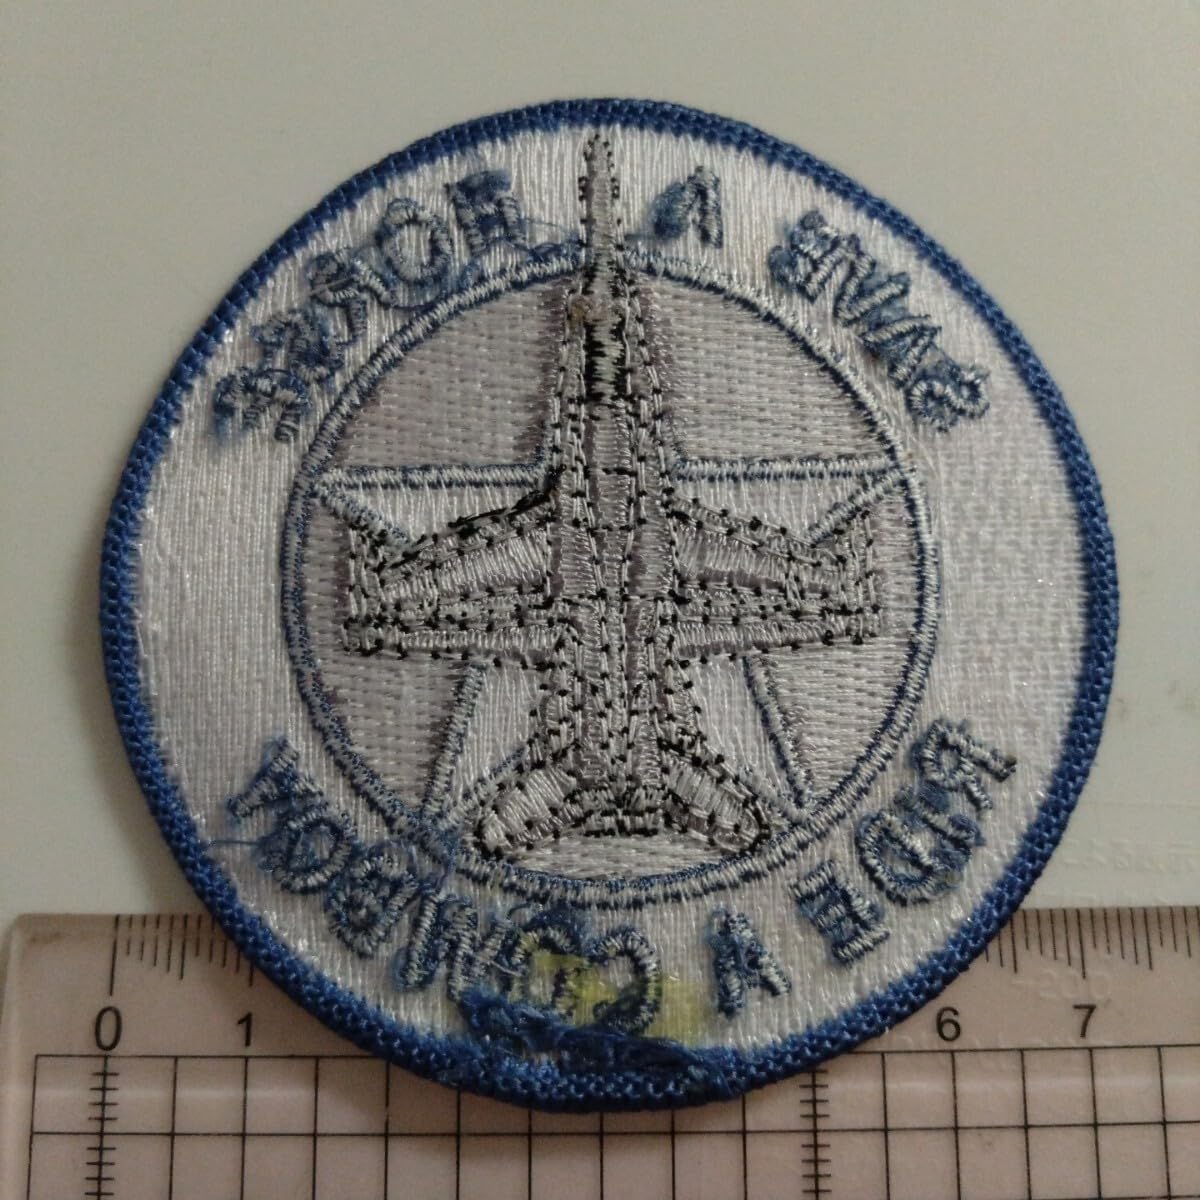 SAVE A HORSE
RIDE A COWBOY
0 1 6 7